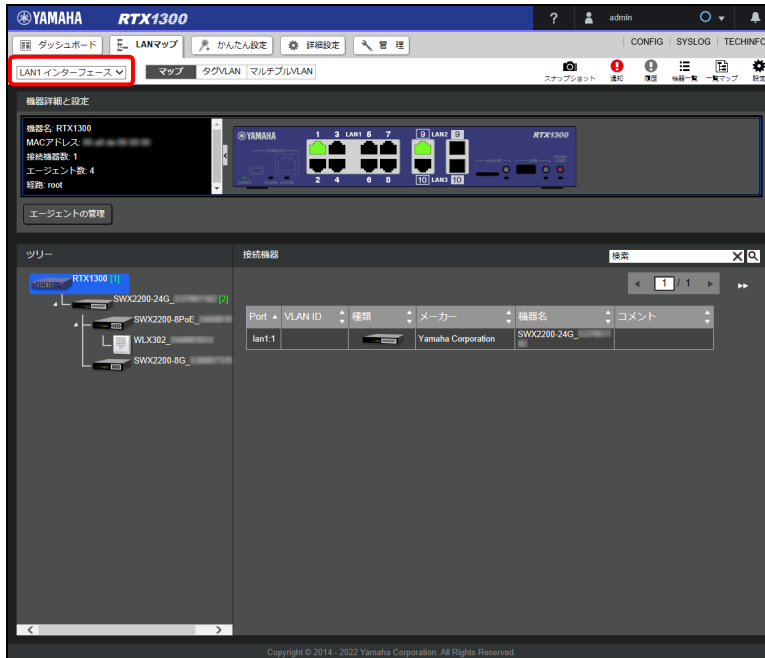 YAMAHA RTX1300 ? admin
ダッシュボード LANマップ かんたん設定 詳細設定 管 理 CONFIG SYSLOG TECHINFO
LAN1 インターフェース マップ タグVLAN マルチプルVLAN スナップショット 通知 履歴 機器一覧 一覧マップ 設定
機器詳細と設定
機器名: RTX1300
MACアドレス:
接続機器数: 1
エージェント数: 4
経路: root
YAMAHA 1 3 LAN1 5 7 9 LAN2 9 RTX1300
2 4 6 8 10 LAN3 10
エージェントの管理
ツリー
RTX1300 [1]
SWX2200-24G_ [2]
SWX2200-8PoE_
WLX302_
SWX2200-8G_
接続機器 検索
1 / 1
Port VLAN ID 種類 メーカー 機器名 コメント
lan1:1 Yamaha Corporation SWX2200-24G_
Copyright © 2014 - 2022 Yamaha Corporation. All Rights Reserved.